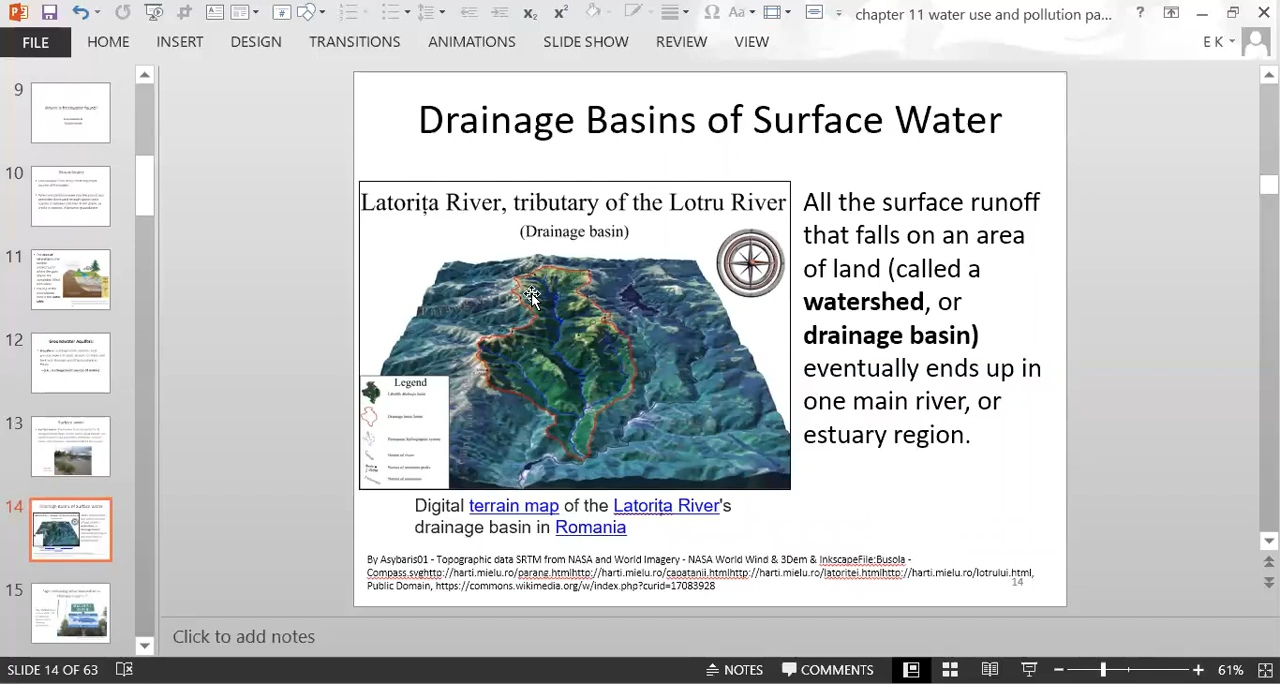 chapter 11 water use and pollution pa...
?
FILE
HOME
INSERT
DESIGN
TRANSITIONS
ANIMATIONS
SLIDE SHOW
REVIEW
VIEW
E K
9
10
11
12
13
14
15
Drainage Basins of Surface Water
Latorița River, tributary of the Lotru River
(Drainage basin)
Legend
All the surface runoff
that falls on an area
of land (called a
watershed, or
drainage basin)
eventually ends up in
one main river, or
estuary region.
Digital terrain map of the Latorița River's
drainage basin in Romania
By Asybaris01 - Topographic data SRTM from NASA and World Imagery - NASA World Wind & 3Dem & InkscapeFile:Busola -
Compass.svghttp://harti.mielu.ro/parang.htmlhttp://harti.mielu.ro/capatanii.htmlhttp://harti.mielu.ro/latoritei.htmlhttp://harti.mielu.ro/lotrului.html,
Public Domain, https://commons.wikimedia.org/w/index.php?curid=17083928
14
Click to add notes
SLIDE 14 OF 63
NOTES
COMMENTS
61%